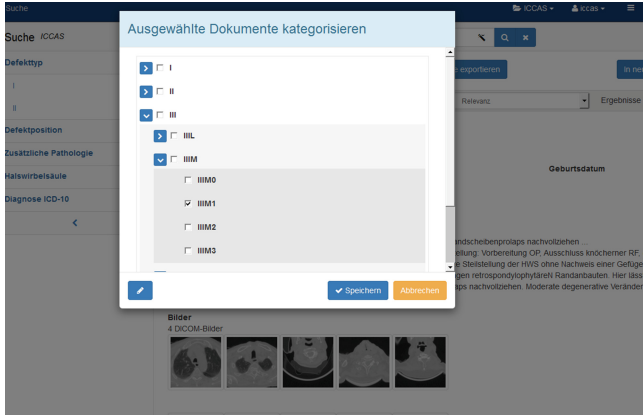 Suche
ICCAS
iccas
Suche ICCAS
Ausgewählte Dokumente kategorisieren
Defekttyp
I
II
Defektposition
Zusätzliche Pathologie
Halswirbelsäule
Diagnose ICD-10
I
II
III
IIIL
IIIM
IIIM0
IIIM1
IIIM2
IIIM3
Speichern
Abbrechen
exportieren
In neu
Relevanz
Ergebnisse
Geburtsdatum
andscheibenprolaps nachvollziehen ...
ellung: Vorbereitung OP, Ausschluss knöcherner RF,
e Steilstellung der HWS ohne Nachweis einer Gefüge
gen retrospondylophytäreN Randanbauten. Hier läss
aps nachvollziehen. Moderate degenerative Veränder
Bilder
4 DICOM-Bilder